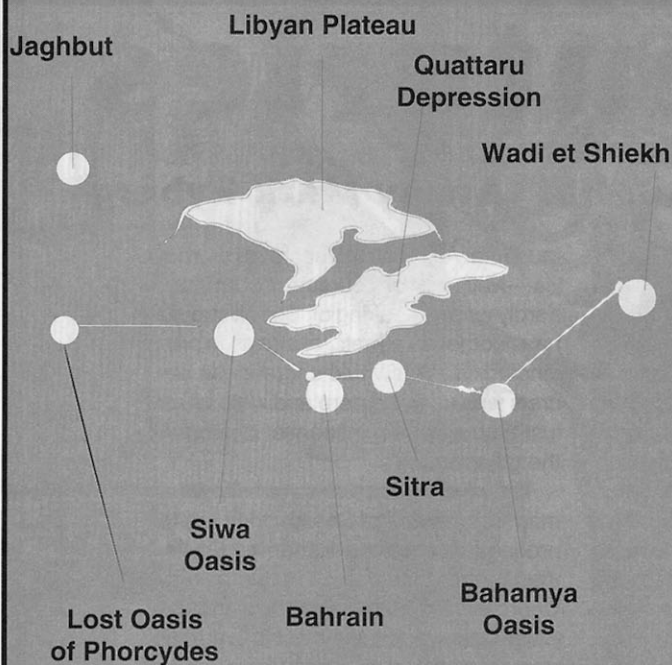 Libyan Plateau
Jaghbut
Quattaru
Depression
Wadi et Shiekh
Sitra
Siwa
Oasis
Bahamya
Oasis
Bahrain
Lost Oasis
of Phorcydes